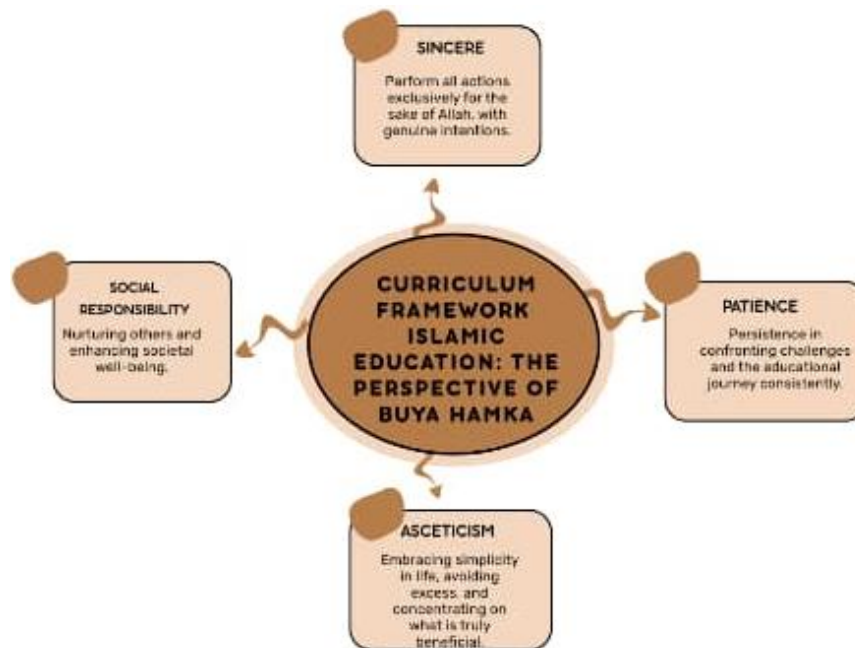 SINCERE
Perform all actions
exclusively for the
sake of Allah, with
genuine intentions.
SOCIAL
RESPONSIBILITY
Nurturing others and
enhancing societal
well-being.
CURRICULUM
FRAMEWORK
ISLAMIC
EDUCATION: THE
PERSPECTIVE OF
BUYA HAMKA
PATIENCE
Persistence in
confronting challenges
and the educational
journey consistently.
ASCETICISM
Embracing simplicity
in life, avoiding
excess, and
concentrating on
what is truly
beneficial.